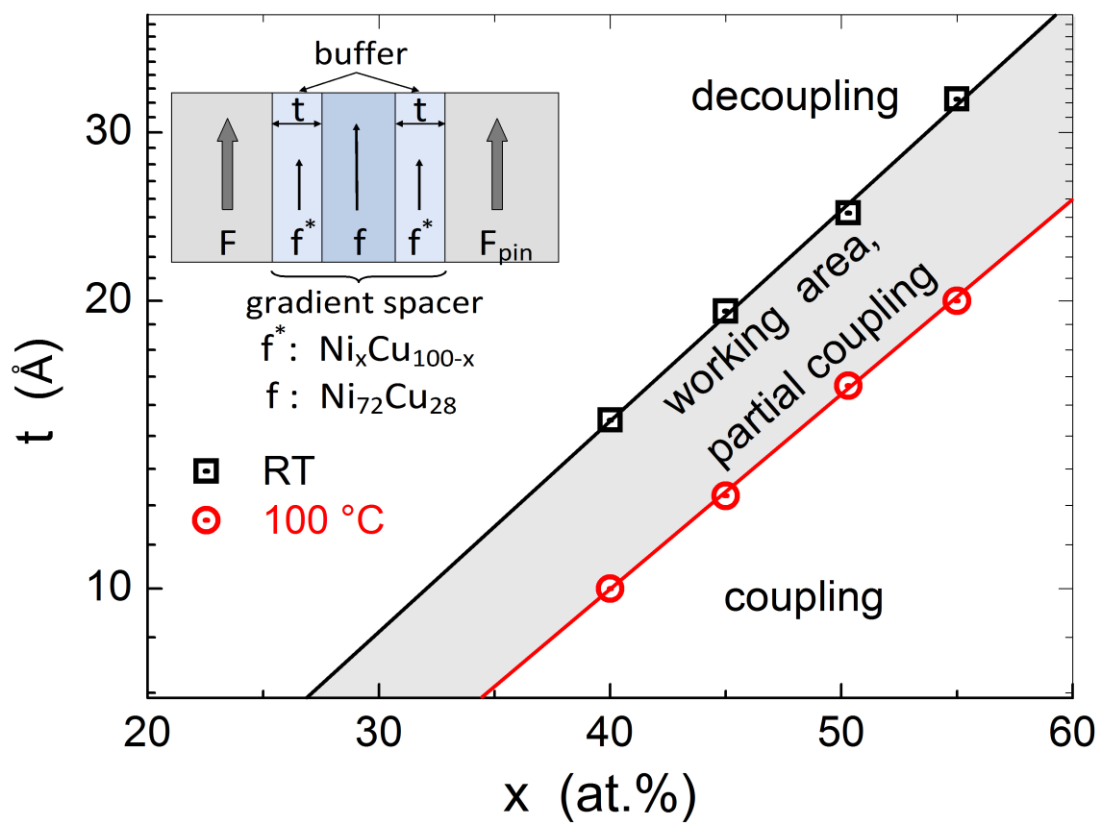 buffer
t t
F f* f f* Fpin
gradient spacer
f*: NixCu100-x
f : Ni72Cu28
decoupling
working area,
partial coupling
coupling
RT
100 °C
30
20
10
t (Å)
20 30 40 50 60
x (at.%)